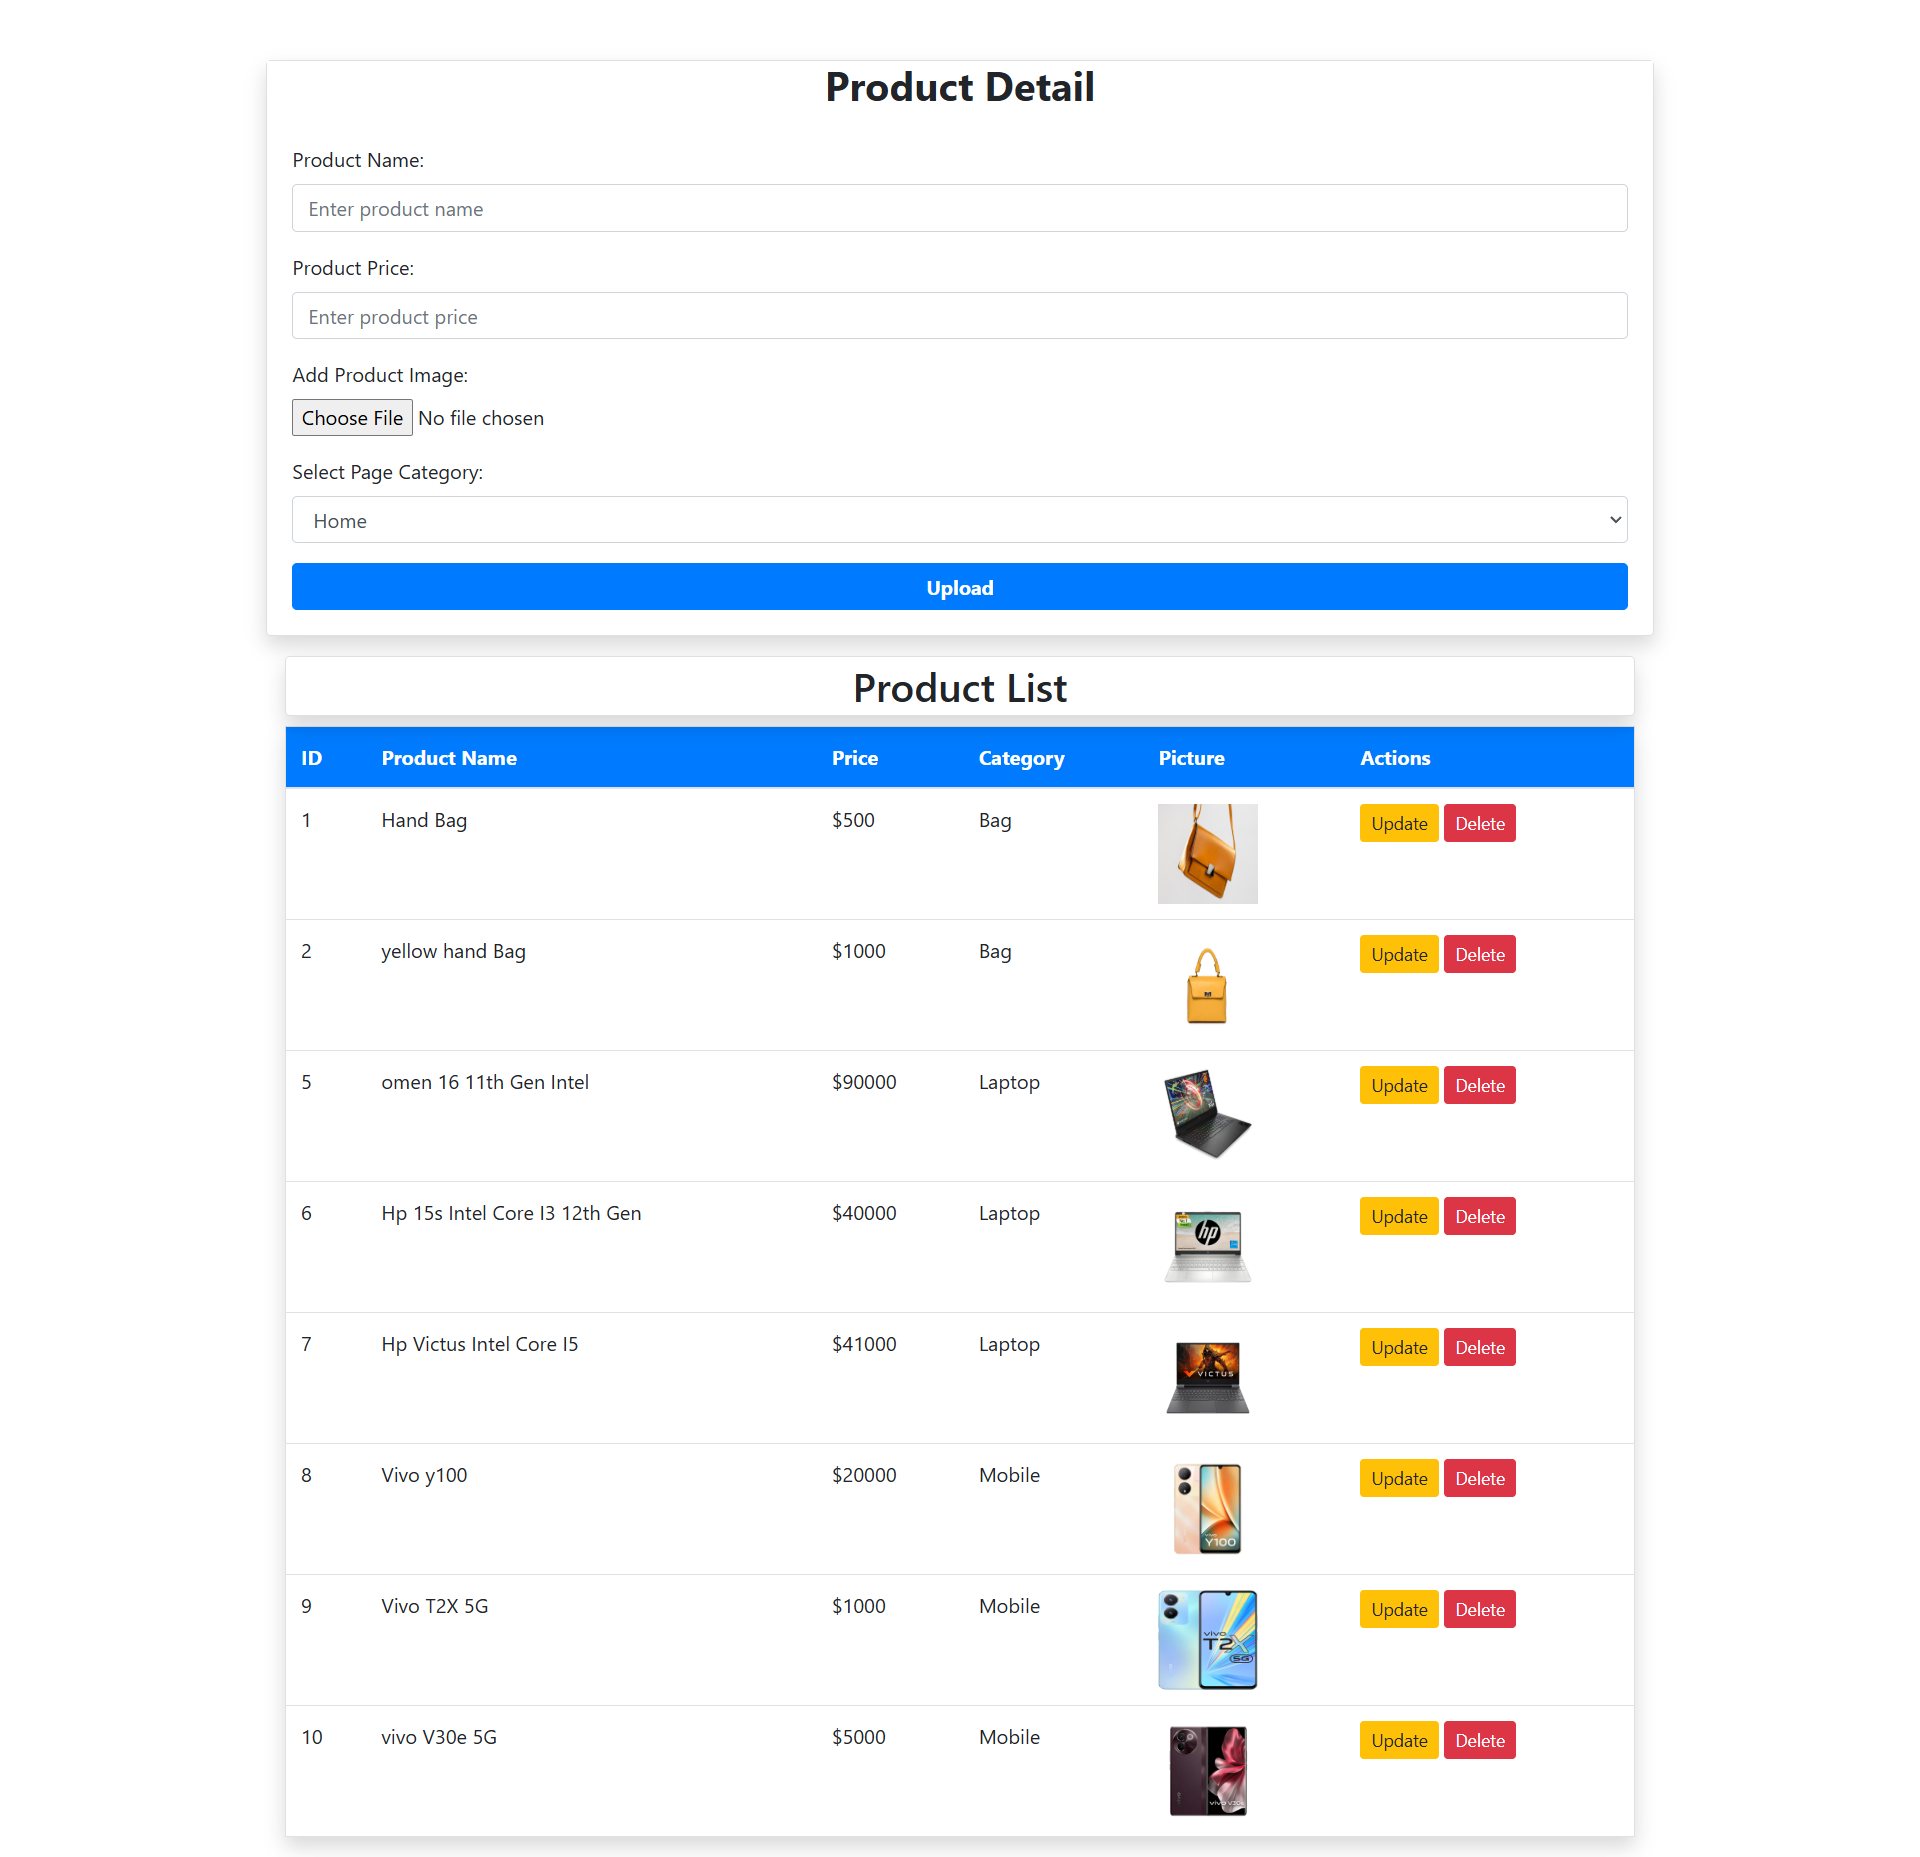 Product Detail
Product Name:
Enter product name
Product Price:
Enter product price
Add Product Image:
Choose File No file chosen
Select Page Category:
Home
Upload
Product List
ID Product Name Price Category Picture Actions
1 Hand Bag $500 Bag Update Delete
2 yellow hand Bag $1000 Bag Update Delete
5 omen 16 11th Gen Intel $90000 Laptop Update Delete
6 Hp 15s Intel Core I3 12th Gen $40000 Laptop hp Update Delete
7 Hp Victus Intel Core I5 $41000 Laptop VICTUS Update Delete
8 Vivo y100 $20000 Mobile Update Delete
vivo
Y100
9 Vivo T2X 5G $1000 Mobile Update Delete
vivo
T2X
5G
10 vivo V30e 5G $5000 Mobile Update Delete
vivo V30e